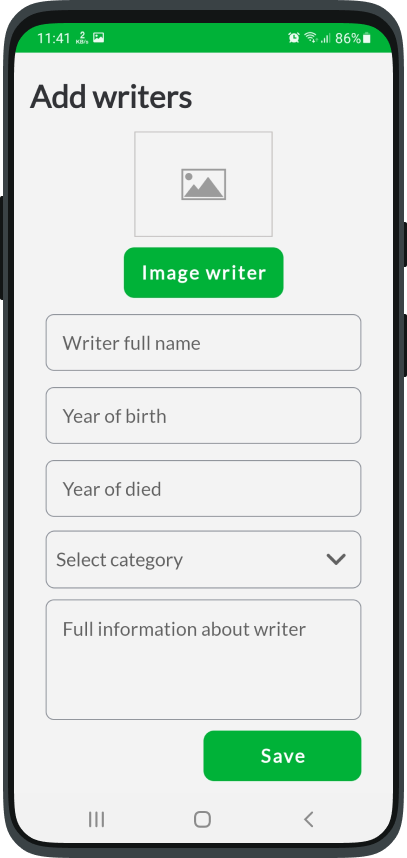 11:41 2 KB/s 86%
Add writers
Image writer
Writer full name
Year of birth
Year of died
Select category
Full information about writer
Save